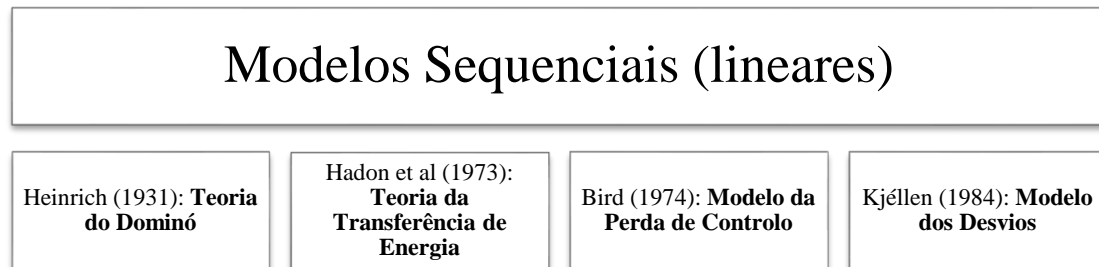 Modelos Sequenciais (lineares)
Heinrich (1931): Teoria
do Dominó
Hadon et al (1973):
Teoria da
Transferência de
Energia
Bird (1974): Modelo da
Perda de Controlo
Kjéllen (1984): Modelo
dos Desvios